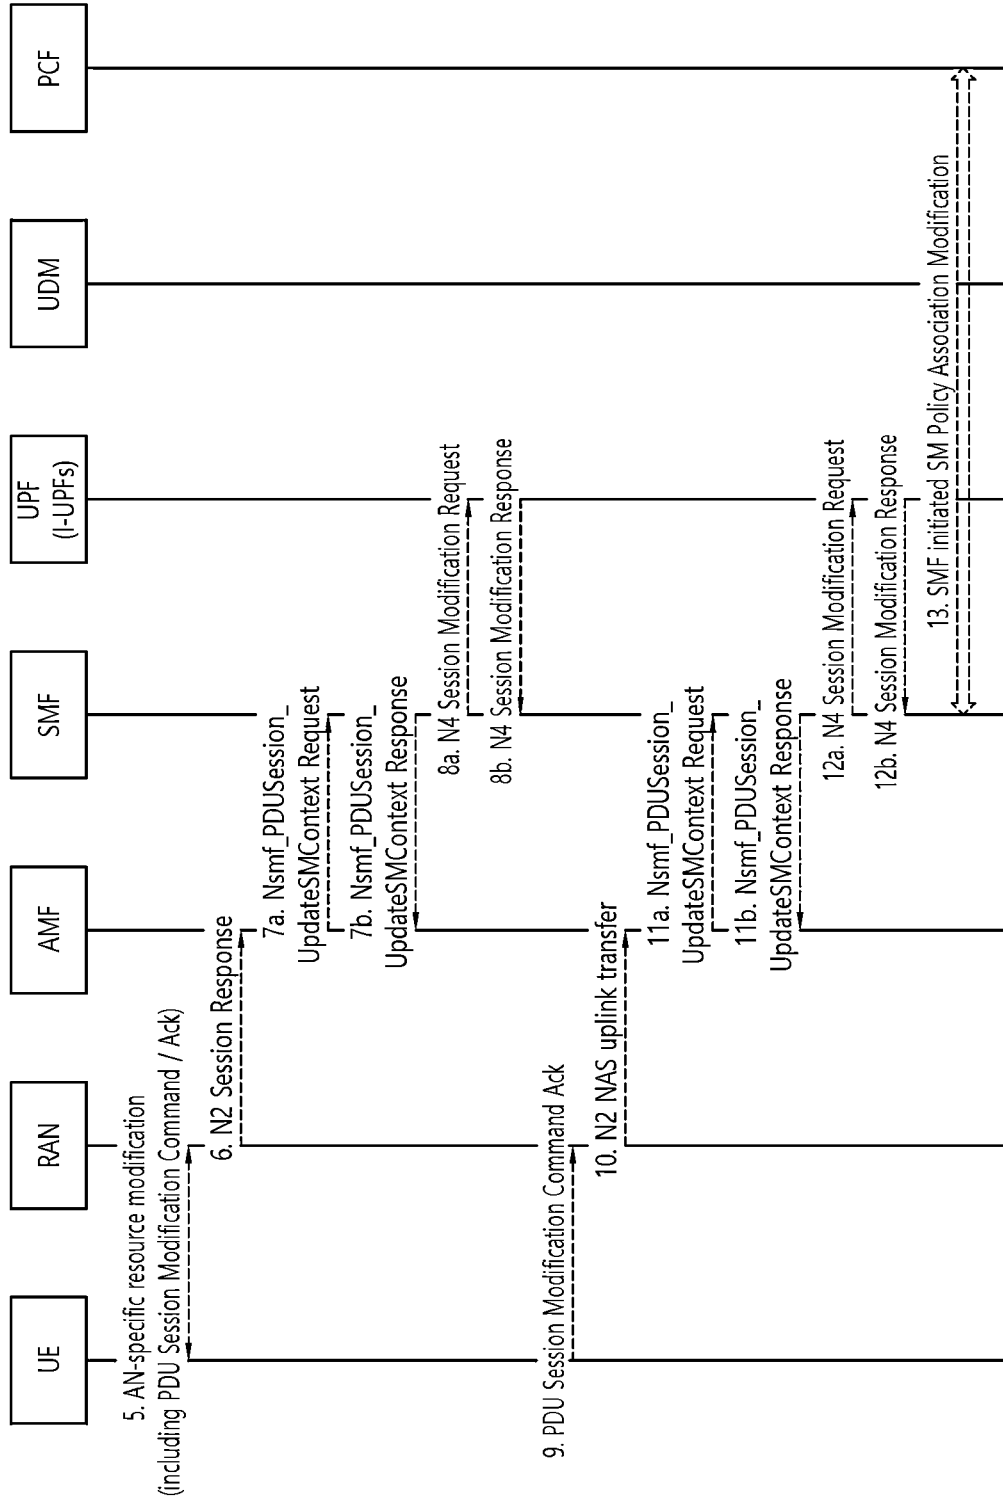 UE
RAN
AMF
SMF
UPF
(I-UPFs)
UDM
PCF
5. AN-specific resource modification
(including PDU Session Modification Command / Ack)
6. N2 Session Response
7a. Nsmf_PDUSession_
UpdateSMContext Request
7b. Nsmf_PDUSession_
UpdateSMContext Response
8a. N4 Session Modification Request
8b. N4 Session Modification Response
9. PDU Session Modification Command Ack
10. N2 NAS uplink transfer
11a. Nsmf_PDUSession_
UpdateSMContext Request
11b. Nsmf_PDUSession_
UpdateSMContext Response
12a. N4 Session Modification Request
12b. N4 Session Modification Response
13. SMF initiated SM Policy Association Modification